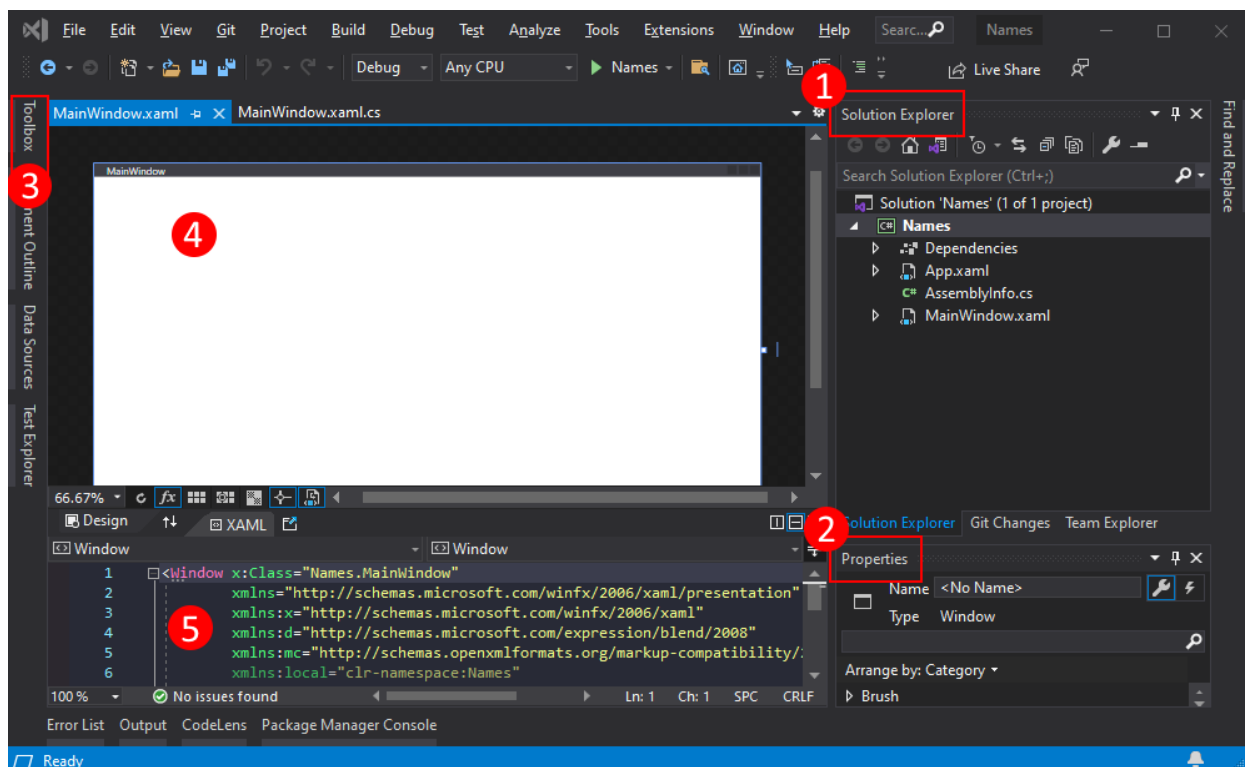 File Edit View Git Project Build Debug Test Analyze Tools Extensions Window Help Searc... Names
Debug Any CPU Names Live Share
1
Toolbox
3
Outline
Data Sources
Test Explorer
MainWindow.xaml MainWindow.xaml.cs
MainWindow
4
66.67% fx
Design XAML
Window Window
1 <Window x:Class="Names.MainWindow"
2 xmlns="http://schemas.microsoft.com/winfx/2006/xaml/presentation"
3 xmlns:x="http://schemas.microsoft.com/winfx/2006/xaml"
4 xmlns:d="http://schemas.microsoft.com/expression/blend/2008"
5 xmlns:mc="http://schemas.openxmlformats.org/markup-compatibility/
6 xmlns:local="clr-namespace:Names"
5
100 % No issues found Ln: 1 Ch: 1 SPC CRLF
Solution Explorer
Search Solution Explorer (Ctrl+;)
Solution 'Names' (1 of 1 project)
C# Names
Dependencies
App.xaml
C# AssemblyInfo.cs
MainWindow.xaml
Solution Explorer Git Changes Team Explorer
2
Properties
Name <No Name>
Type Window
Arrange by: Category
Brush
Find and Replace
Error List Output CodeLens Package Manager Console
Ready